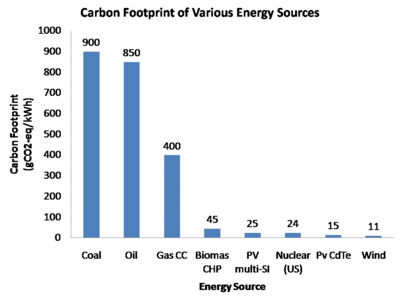 Carbon Footprint of Various Energy Sources
Carbon Footprint
(gCO2-eq/kWh)
1000
900
800
700
600
500
400
300
200
100
0
900
850
400
45
25
24
15
11
Coal
Oil
Gas CC
Biomas
CHP
PV
multi-SI
Nuclear
(US)
Pv CdTe
Wind
Energy Source